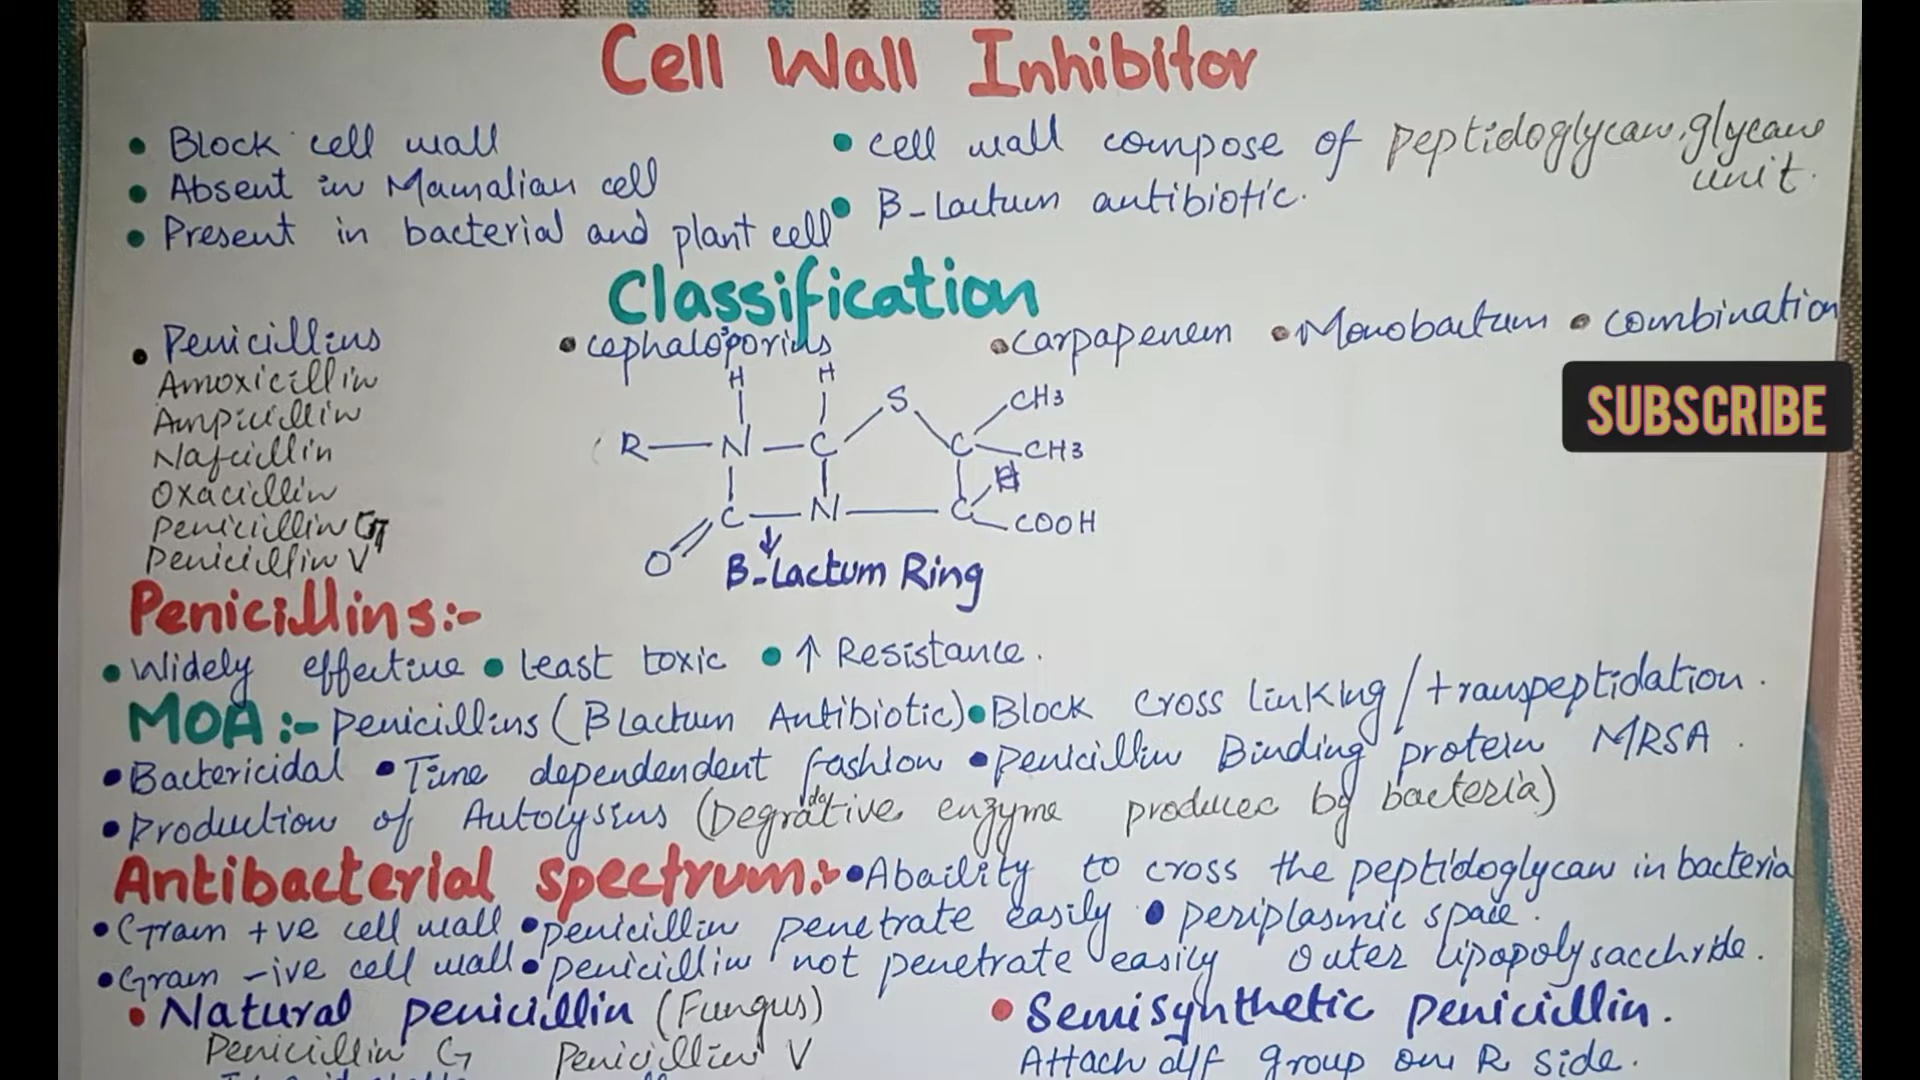 Cell Wall Inhibitor
• Block cell wall
• Absent in Mamalian cell
• Present in bacterial and plant cell
• cell wall compose of peptidoglycan, glycan
unit.
• B-Lactum antibiotic.
Classification
• Penicillins
Amoxicillin
Ampicillin
Nafcillin
Oxacillin
Penicillin G
Penicillin V
• cephalosporins • carpapenem • Monobactum • combination
H H
S
CH3
R — N — C C CH3
H
C — N — C COOH
O
B-Lactum Ring
SUBSCRIBE
Penicillins:-
• Widely effective • Least toxic • ↑ Resistance.
MOA:- Penicillins (B Lactum Antibiotic) • Block cross linking / transpeptidation.
• Bactericidal • Time dependendent fashion • Penicillin Binding protein MRSA.
• Production of Autolysins (Degradative enzyme produces by bacteria)
Antibacterial spectrum:- • Abaility to cross the peptidoglycan in bacteria
• Gram +ve cell wall • penicillin penetrate easily • periplasmic space.
• Gram -ive cell wall • penicillin not penetrate easily outer lipopolysacchride.
• Natural penicillin (Fungus)
Penicillin G Penicillin V
• Semisynthetic penicillin.
Attach diff group on R side.